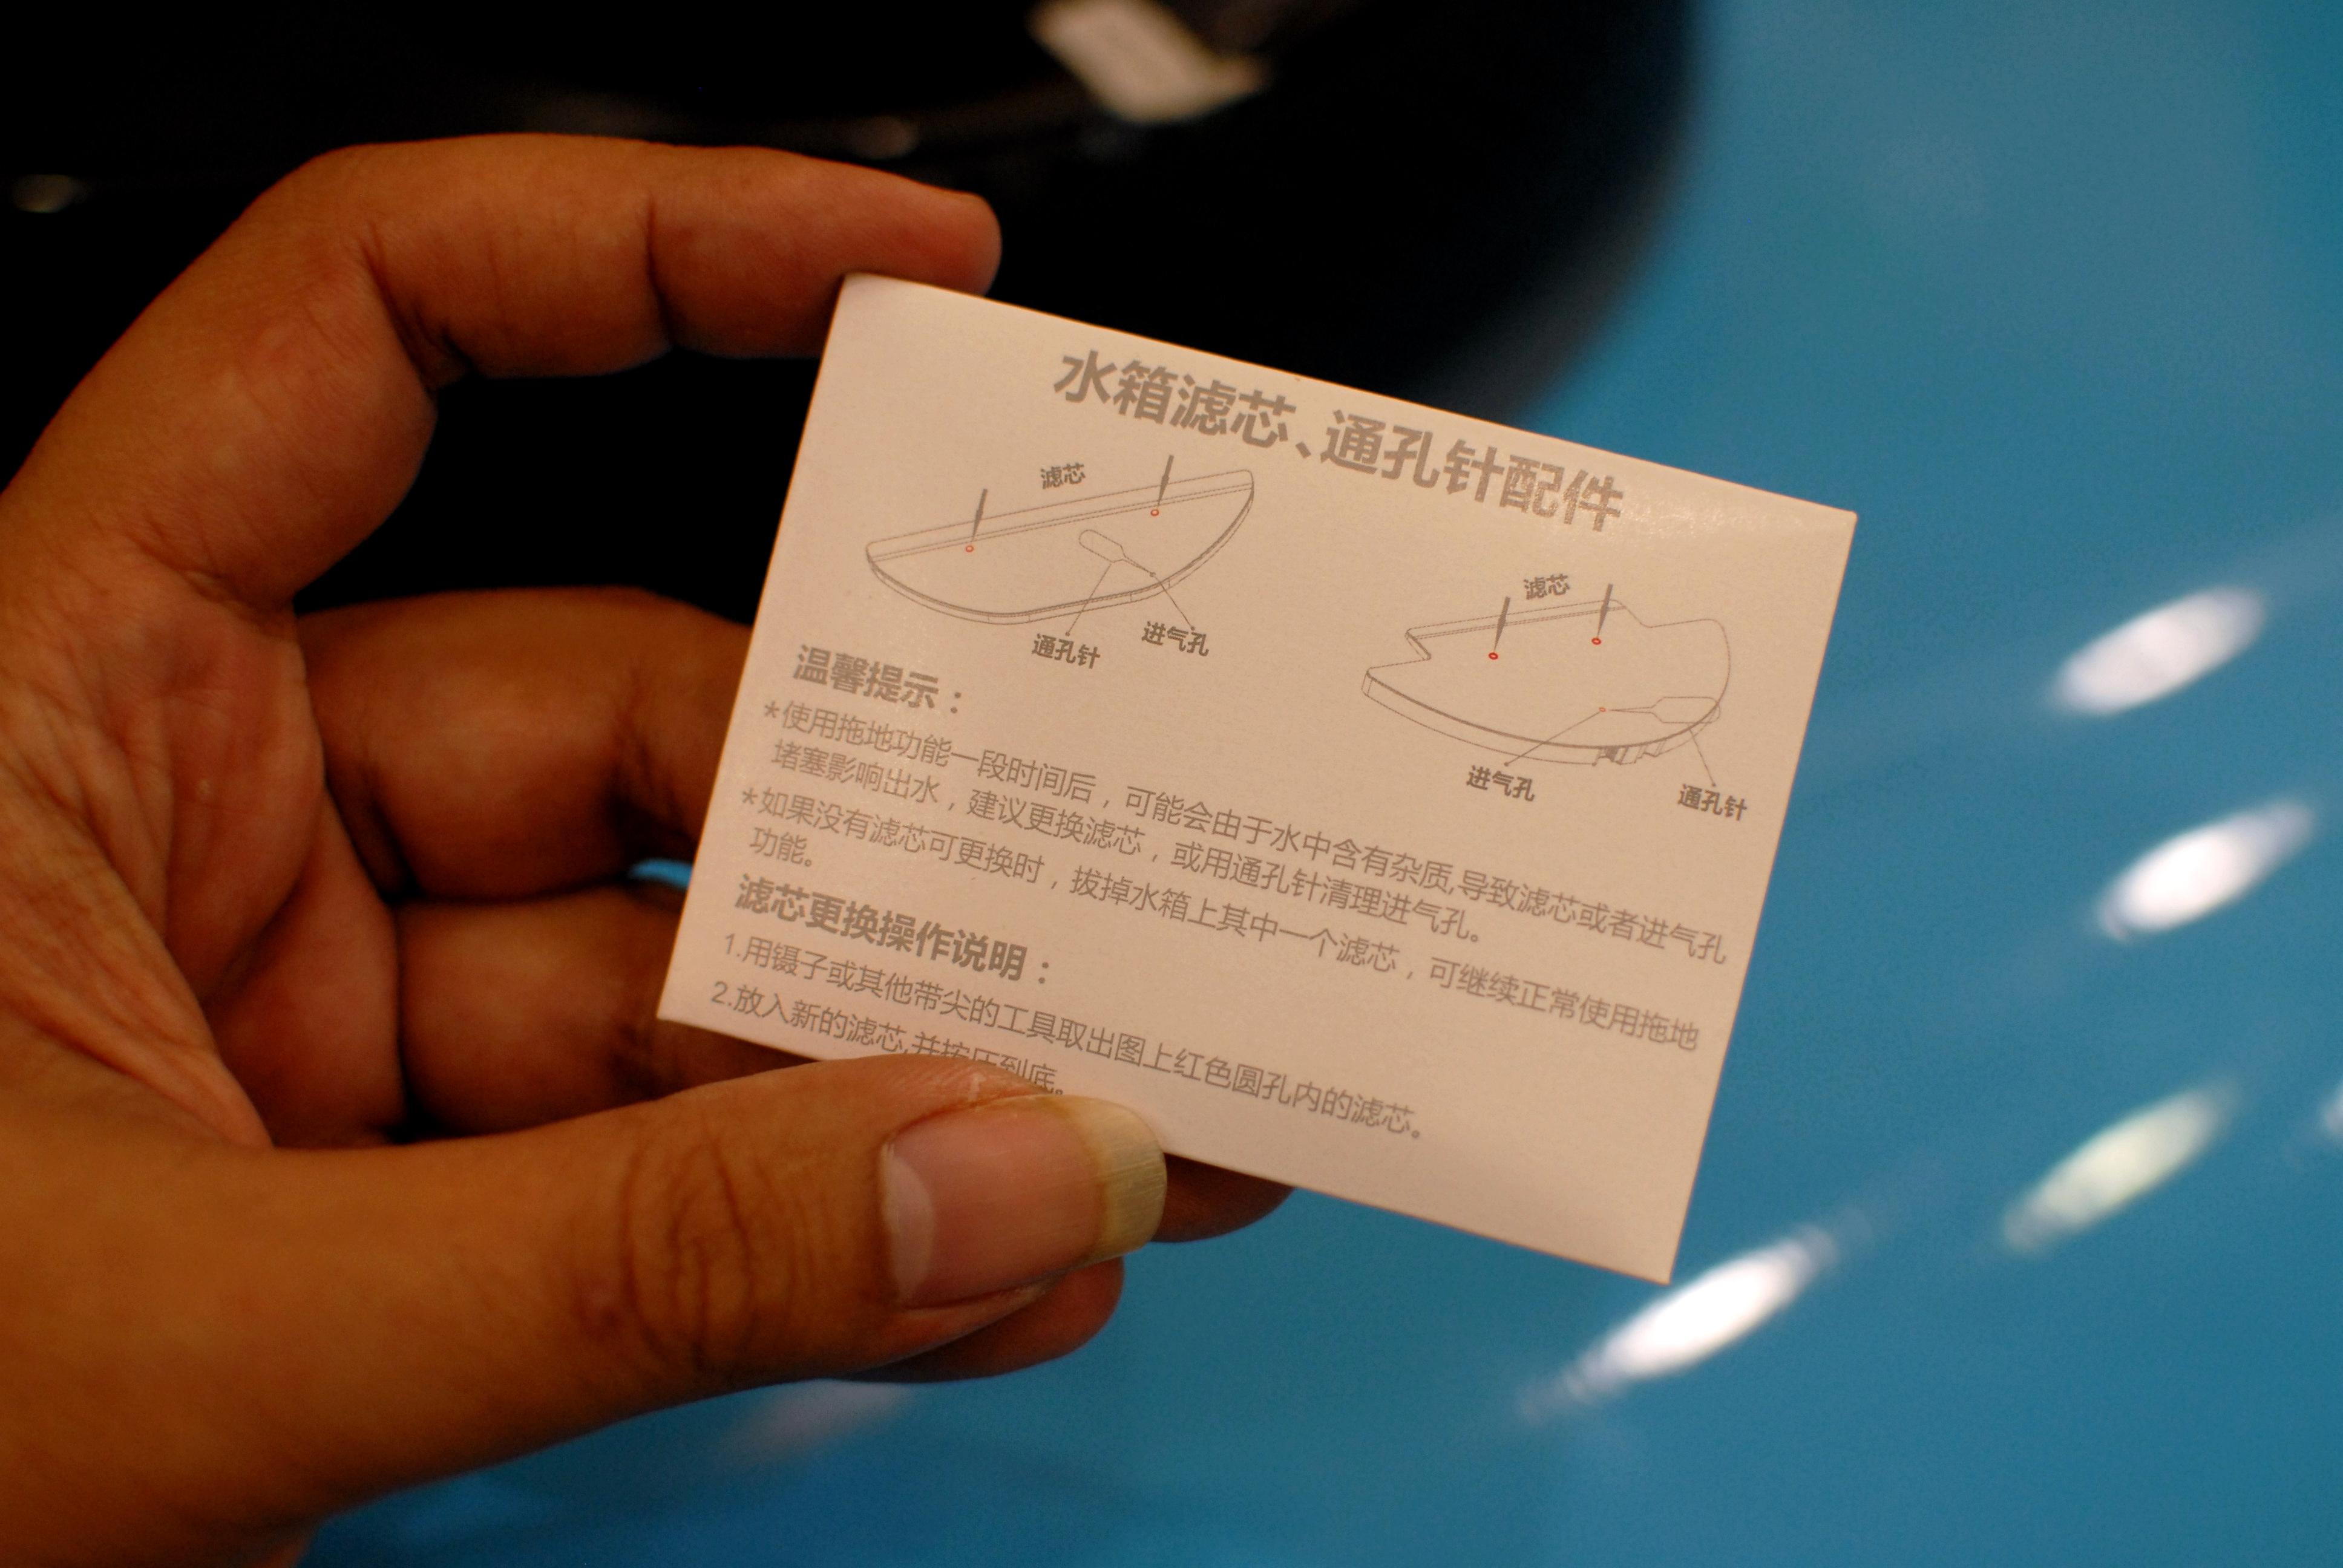 水箱滤芯、通孔针配件
滤芯
通孔针
进气孔
滤芯
进气孔
通孔针
温馨提示：
*使用拖地功能一段时间后，可能会由于水中含有杂质,导致滤芯或者进气孔
堵塞影响出水，建议更换滤芯，或用通孔针清理进气孔。
*如果没有滤芯可更换时，拔掉水箱上其中一个滤芯，可继续正常使用拖地
功能。
滤芯更换操作说明：
1.用镊子或其他带尖的工具取出图上红色圆孔内的滤芯。
2.放入新的滤芯,并按压到底。